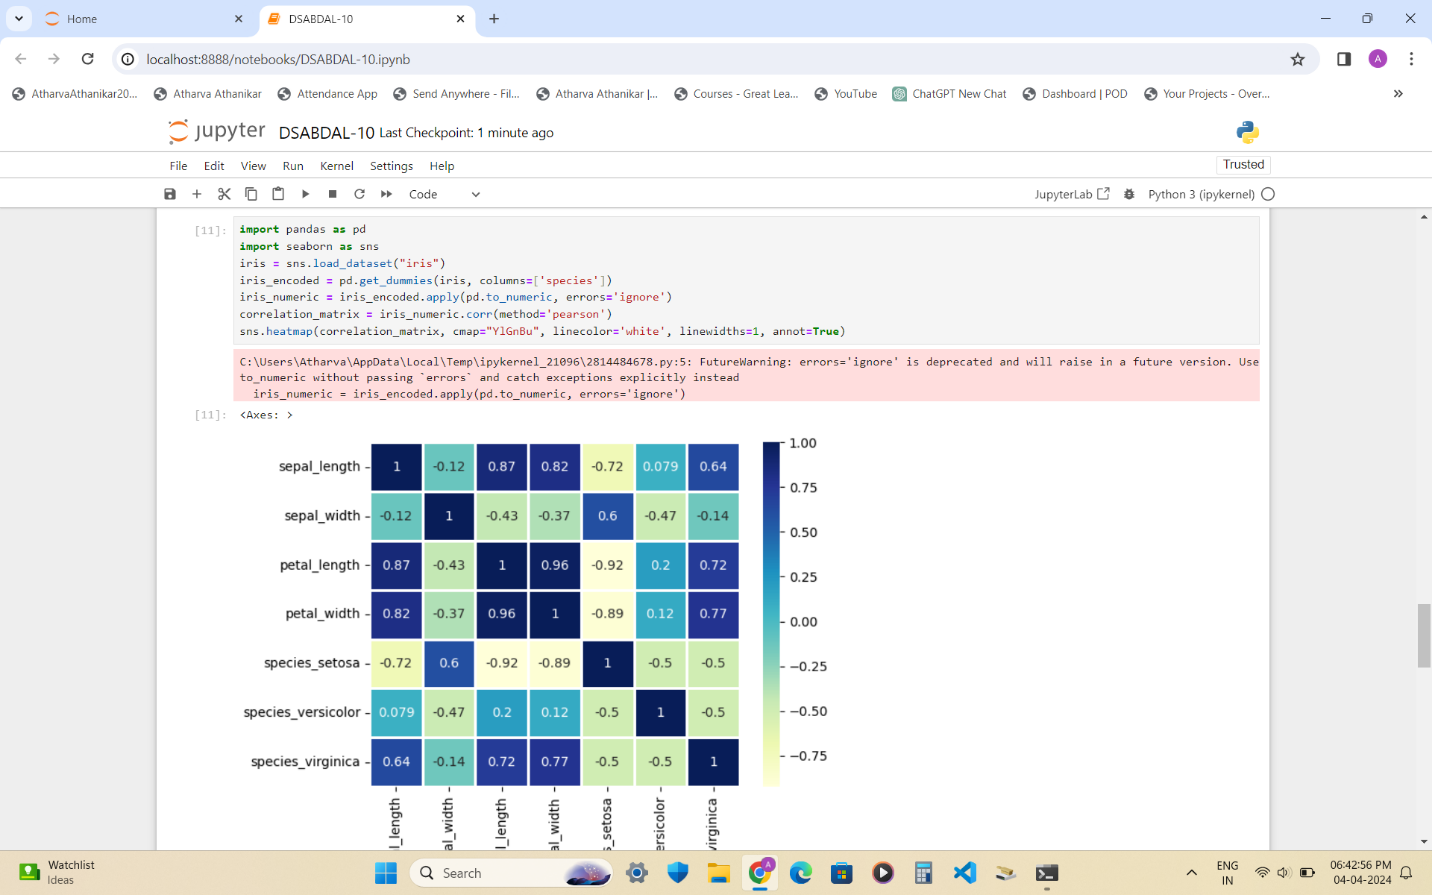 Home
DSABDAL-10
localhost:8888/notebooks/DSABDAL-10.ipynb
A
AtharvaAthanikar20...
Atharva Athanikar
Attendance App
Send Anywhere - Fil...
Atharva Athanikar |...
Courses - Great Lea...
YouTube
ChatGPT New Chat
Dashboard | POD
Your Projects - Over...
jupyter DSABDAL-10 Last Checkpoint: 1 minute ago
File Edit View Run Kernel Settings Help
Trusted
Code
JupyterLab
Python 3 (ipykernel)
[11]:
import pandas as pd
import seaborn as sns
iris = sns.load_dataset("iris")
iris_encoded = pd.get_dummies(iris, columns=['species'])
iris_numeric = iris_encoded.apply(pd.to_numeric, errors='ignore')
correlation_matrix = iris_numeric.corr(method='pearson')
sns.heatmap(correlation_matrix, cmap="YlGnBu", linecolor='white', linewidths=1, annot=True)
C:\Users\Atharva\AppData\Local\Temp\ipykernel_21096\2814484678.py:5: FutureWarning: errors='ignore' is deprecated and will raise in a future version. Use
to_numeric without passing `errors` and catch exceptions explicitly instead
iris_numeric = iris_encoded.apply(pd.to_numeric, errors='ignore')
[11]: <Axes: >
sepal_length 1 -0.12 0.87 0.82 -0.72 0.079 0.64
sepal_width -0.12 1 -0.43 -0.37 0.6 -0.47 -0.14
petal_length 0.87 -0.43 1 0.96 -0.92 0.2 0.72
petal_width 0.82 -0.37 0.96 1 -0.89 0.12 0.77
species_setosa -0.72 0.6 -0.92 -0.89 1 -0.5 -0.5
species_versicolor 0.079 -0.47 0.2 0.12 -0.5 1 -0.5
species_virginica 0.64 -0.14 0.72 0.77 -0.5 -0.5 1
1.00
0.75
0.50
0.25
0.00
−0.25
−0.50
−0.75
l_length
al_width
l_length
al_width
s_setosa
ersicolor
virginica
Watchlist
Ideas
Search
A
ENG
IN
06:42:56 PM
04-04-2024